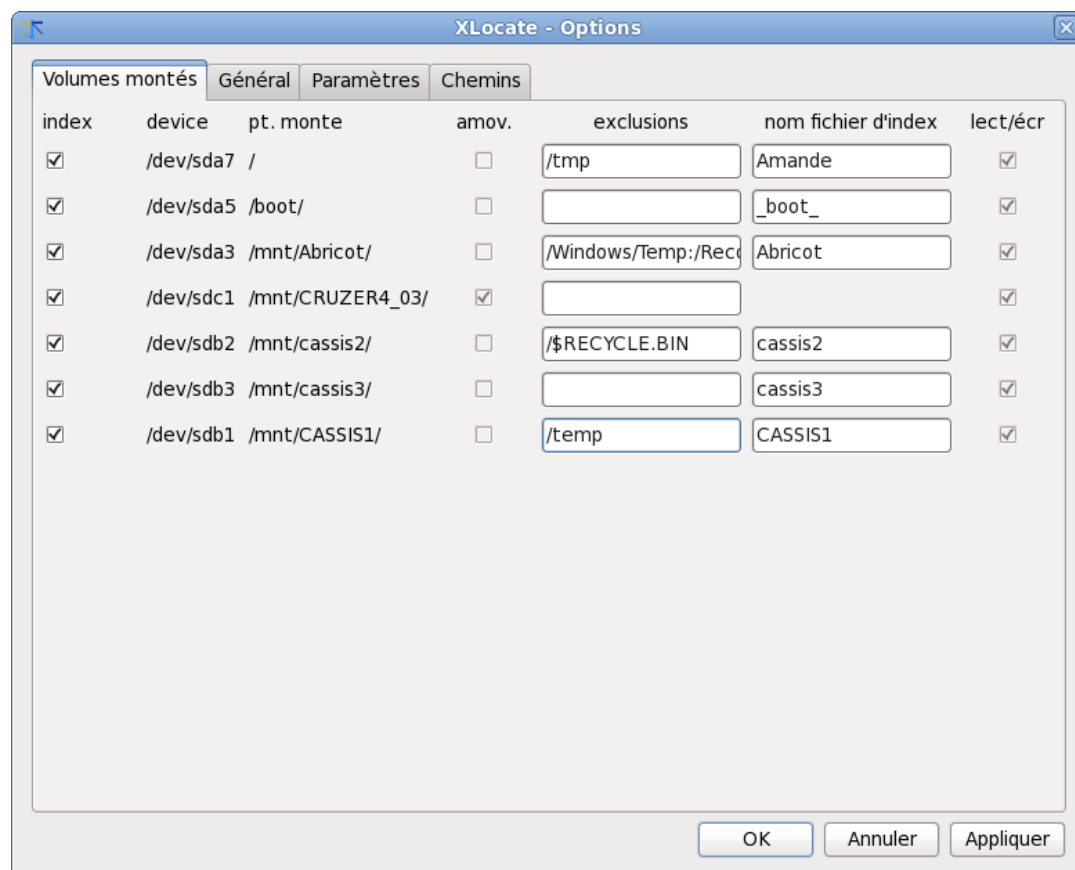 XLocate - Options
Volumes montés Général Paramètres Chemins
index device pt. monte amov. exclusions nom fichier d'index lect/écr
/dev/sda7 / /tmp Amande
/dev/sda5 /boot/ _boot_
/dev/sda3 /mnt/Abricot/ /Windows/Temp:/Reco Abricot
/dev/sdc1 /mnt/CRUZER4_03/
/dev/sdb2 /mnt/cassis2/ /$RECYCLE.BIN cassis2
/dev/sdb3 /mnt/cassis3/ cassis3
/dev/sdb1 /mnt/CASSIS1/ /temp CASSIS1
OK Annuler Appliquer